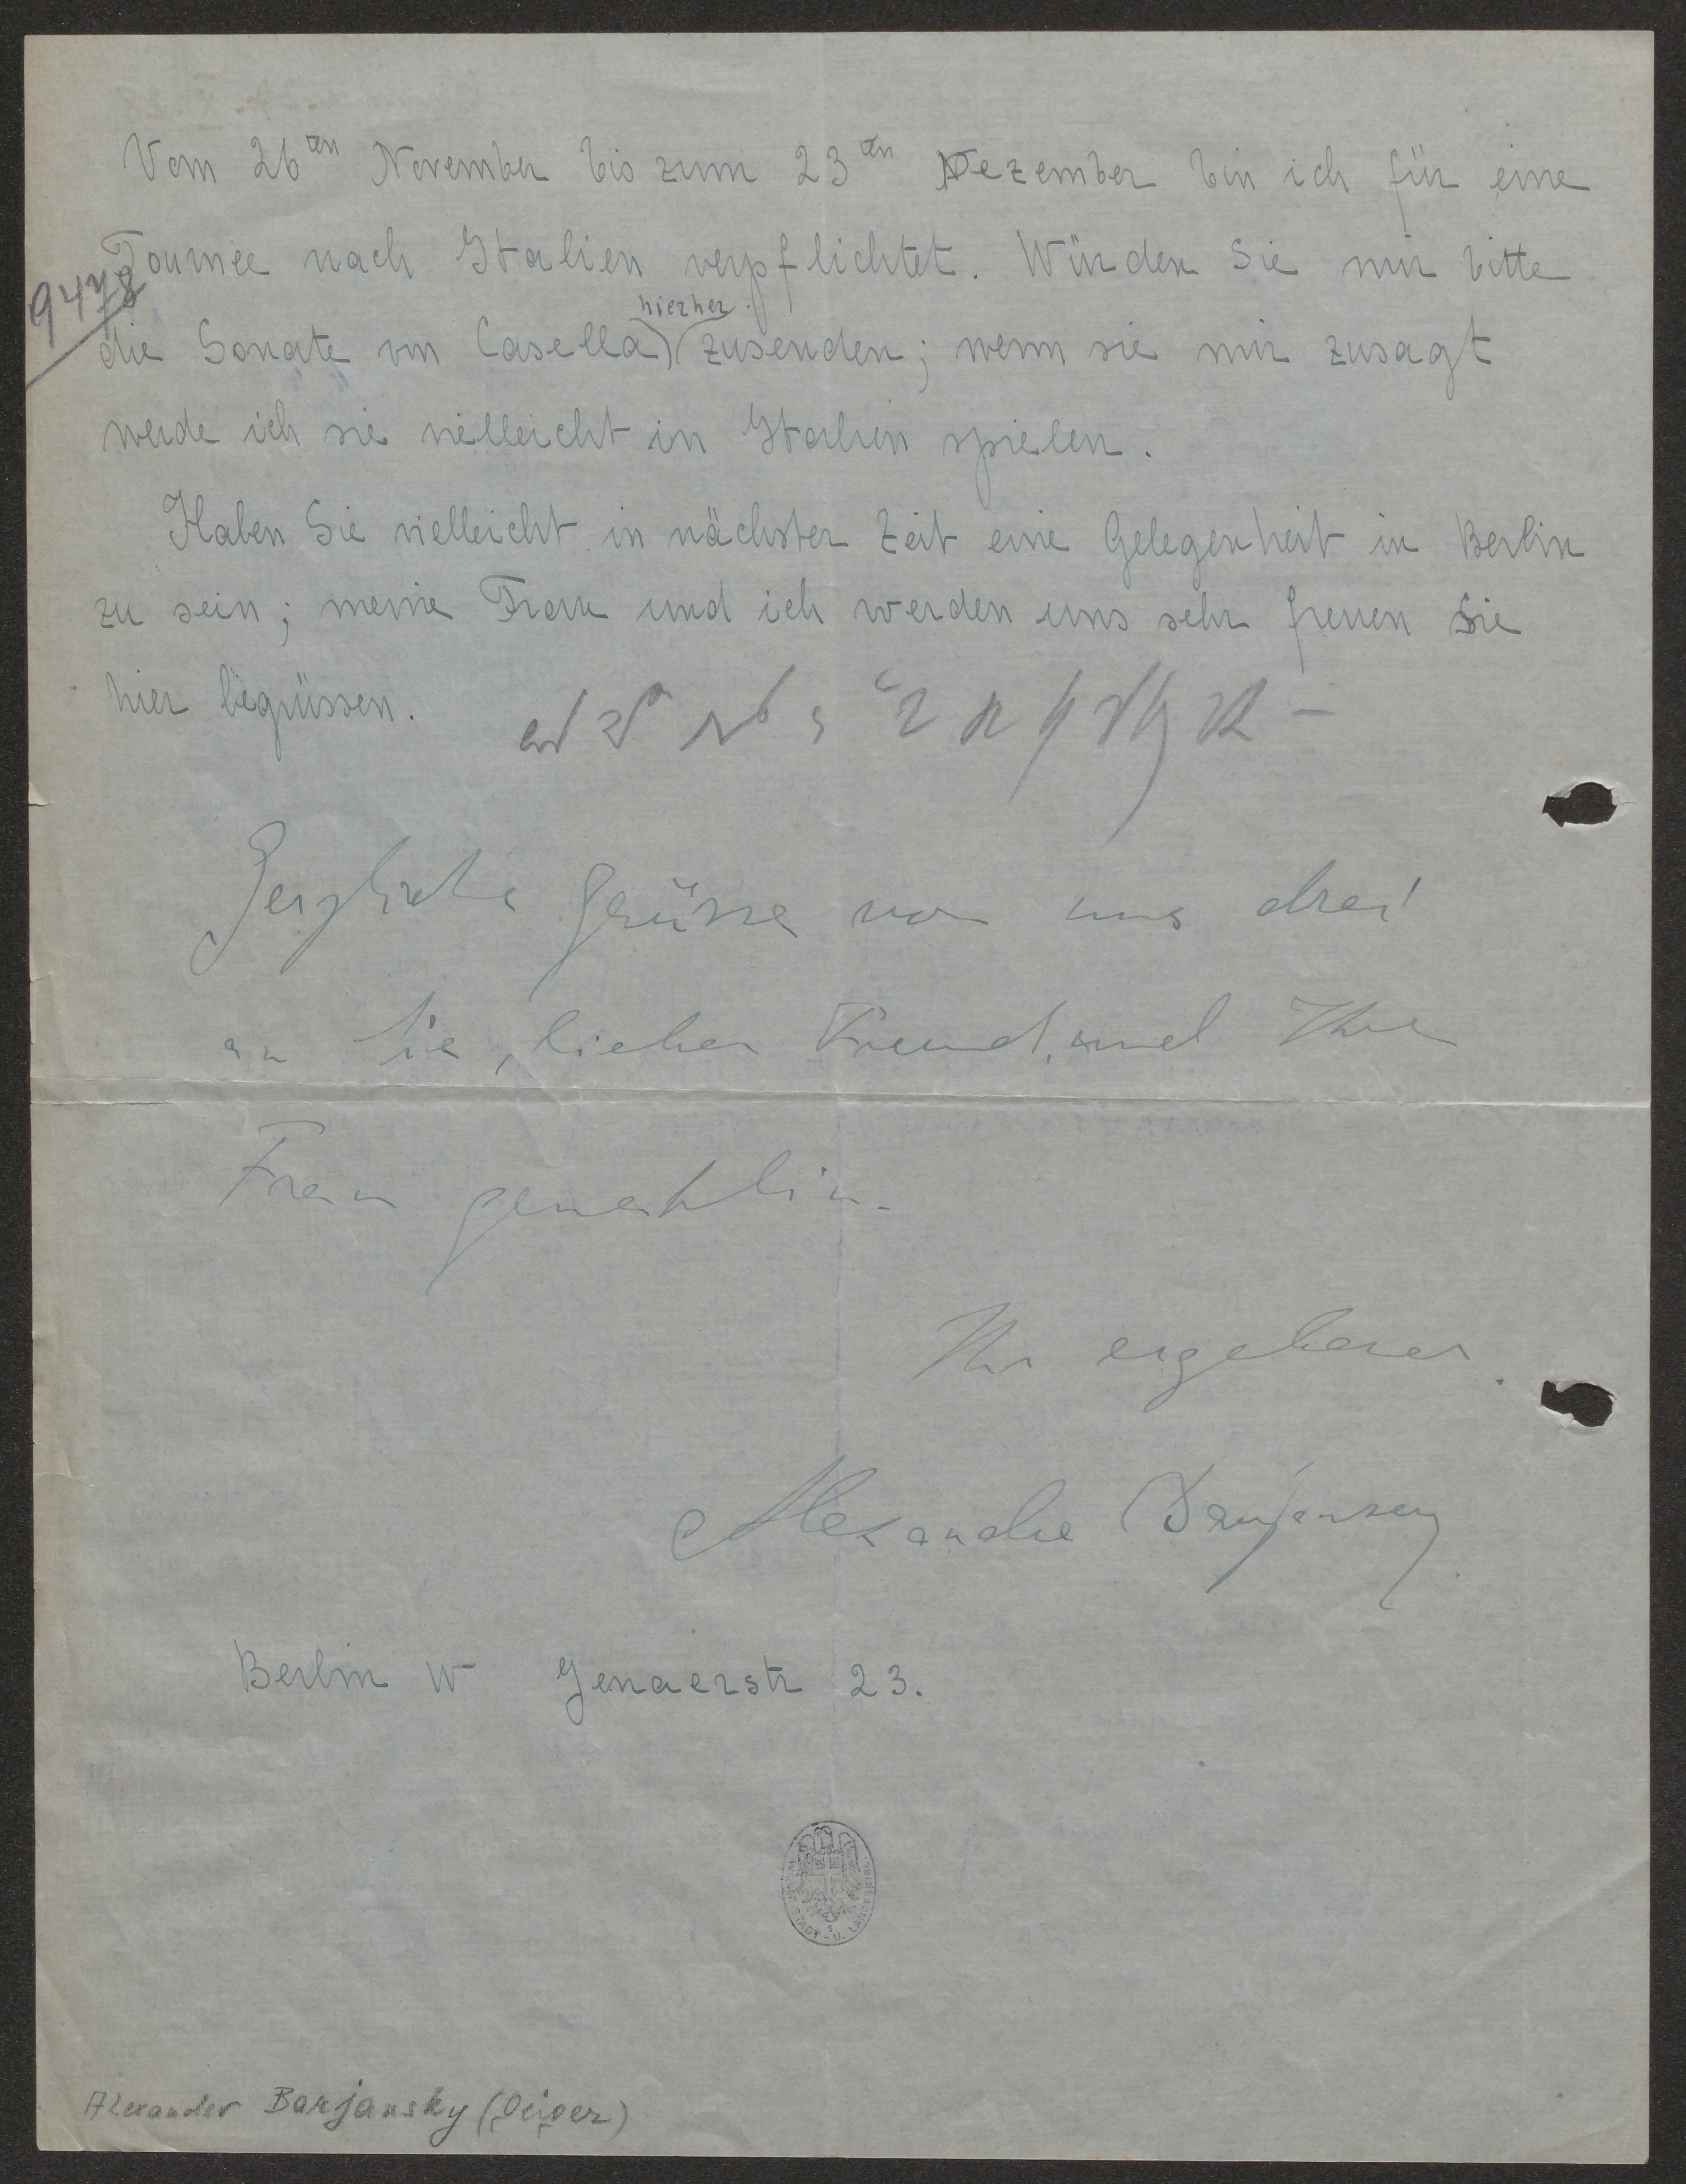 Vom 26ten November bis zum 23ten Dezember bin ich für eine
Tournée nach Italien verpflichtet. Würden Sie mir bitte
9478
hierher
die Sonate von Casella zusenden; wenn sie mir zusagt
werde ich sie vielleicht in Italien spielen.
Haben Sie vielleicht in nächster Zeit eine Gelegenheit in Berlin
zu sein; meine Frau und ich werden uns sehr freuen Sie
hier begrüssen.
Herzliche Grüsse von uns drei
an Sie, lieber Freund, und Ihre
Frau gemahlin.
Ihr ergebener
Alexandre Barjansky
Berlin W Jenaerstr 23.
STADT-U.
Alexander Barjansky